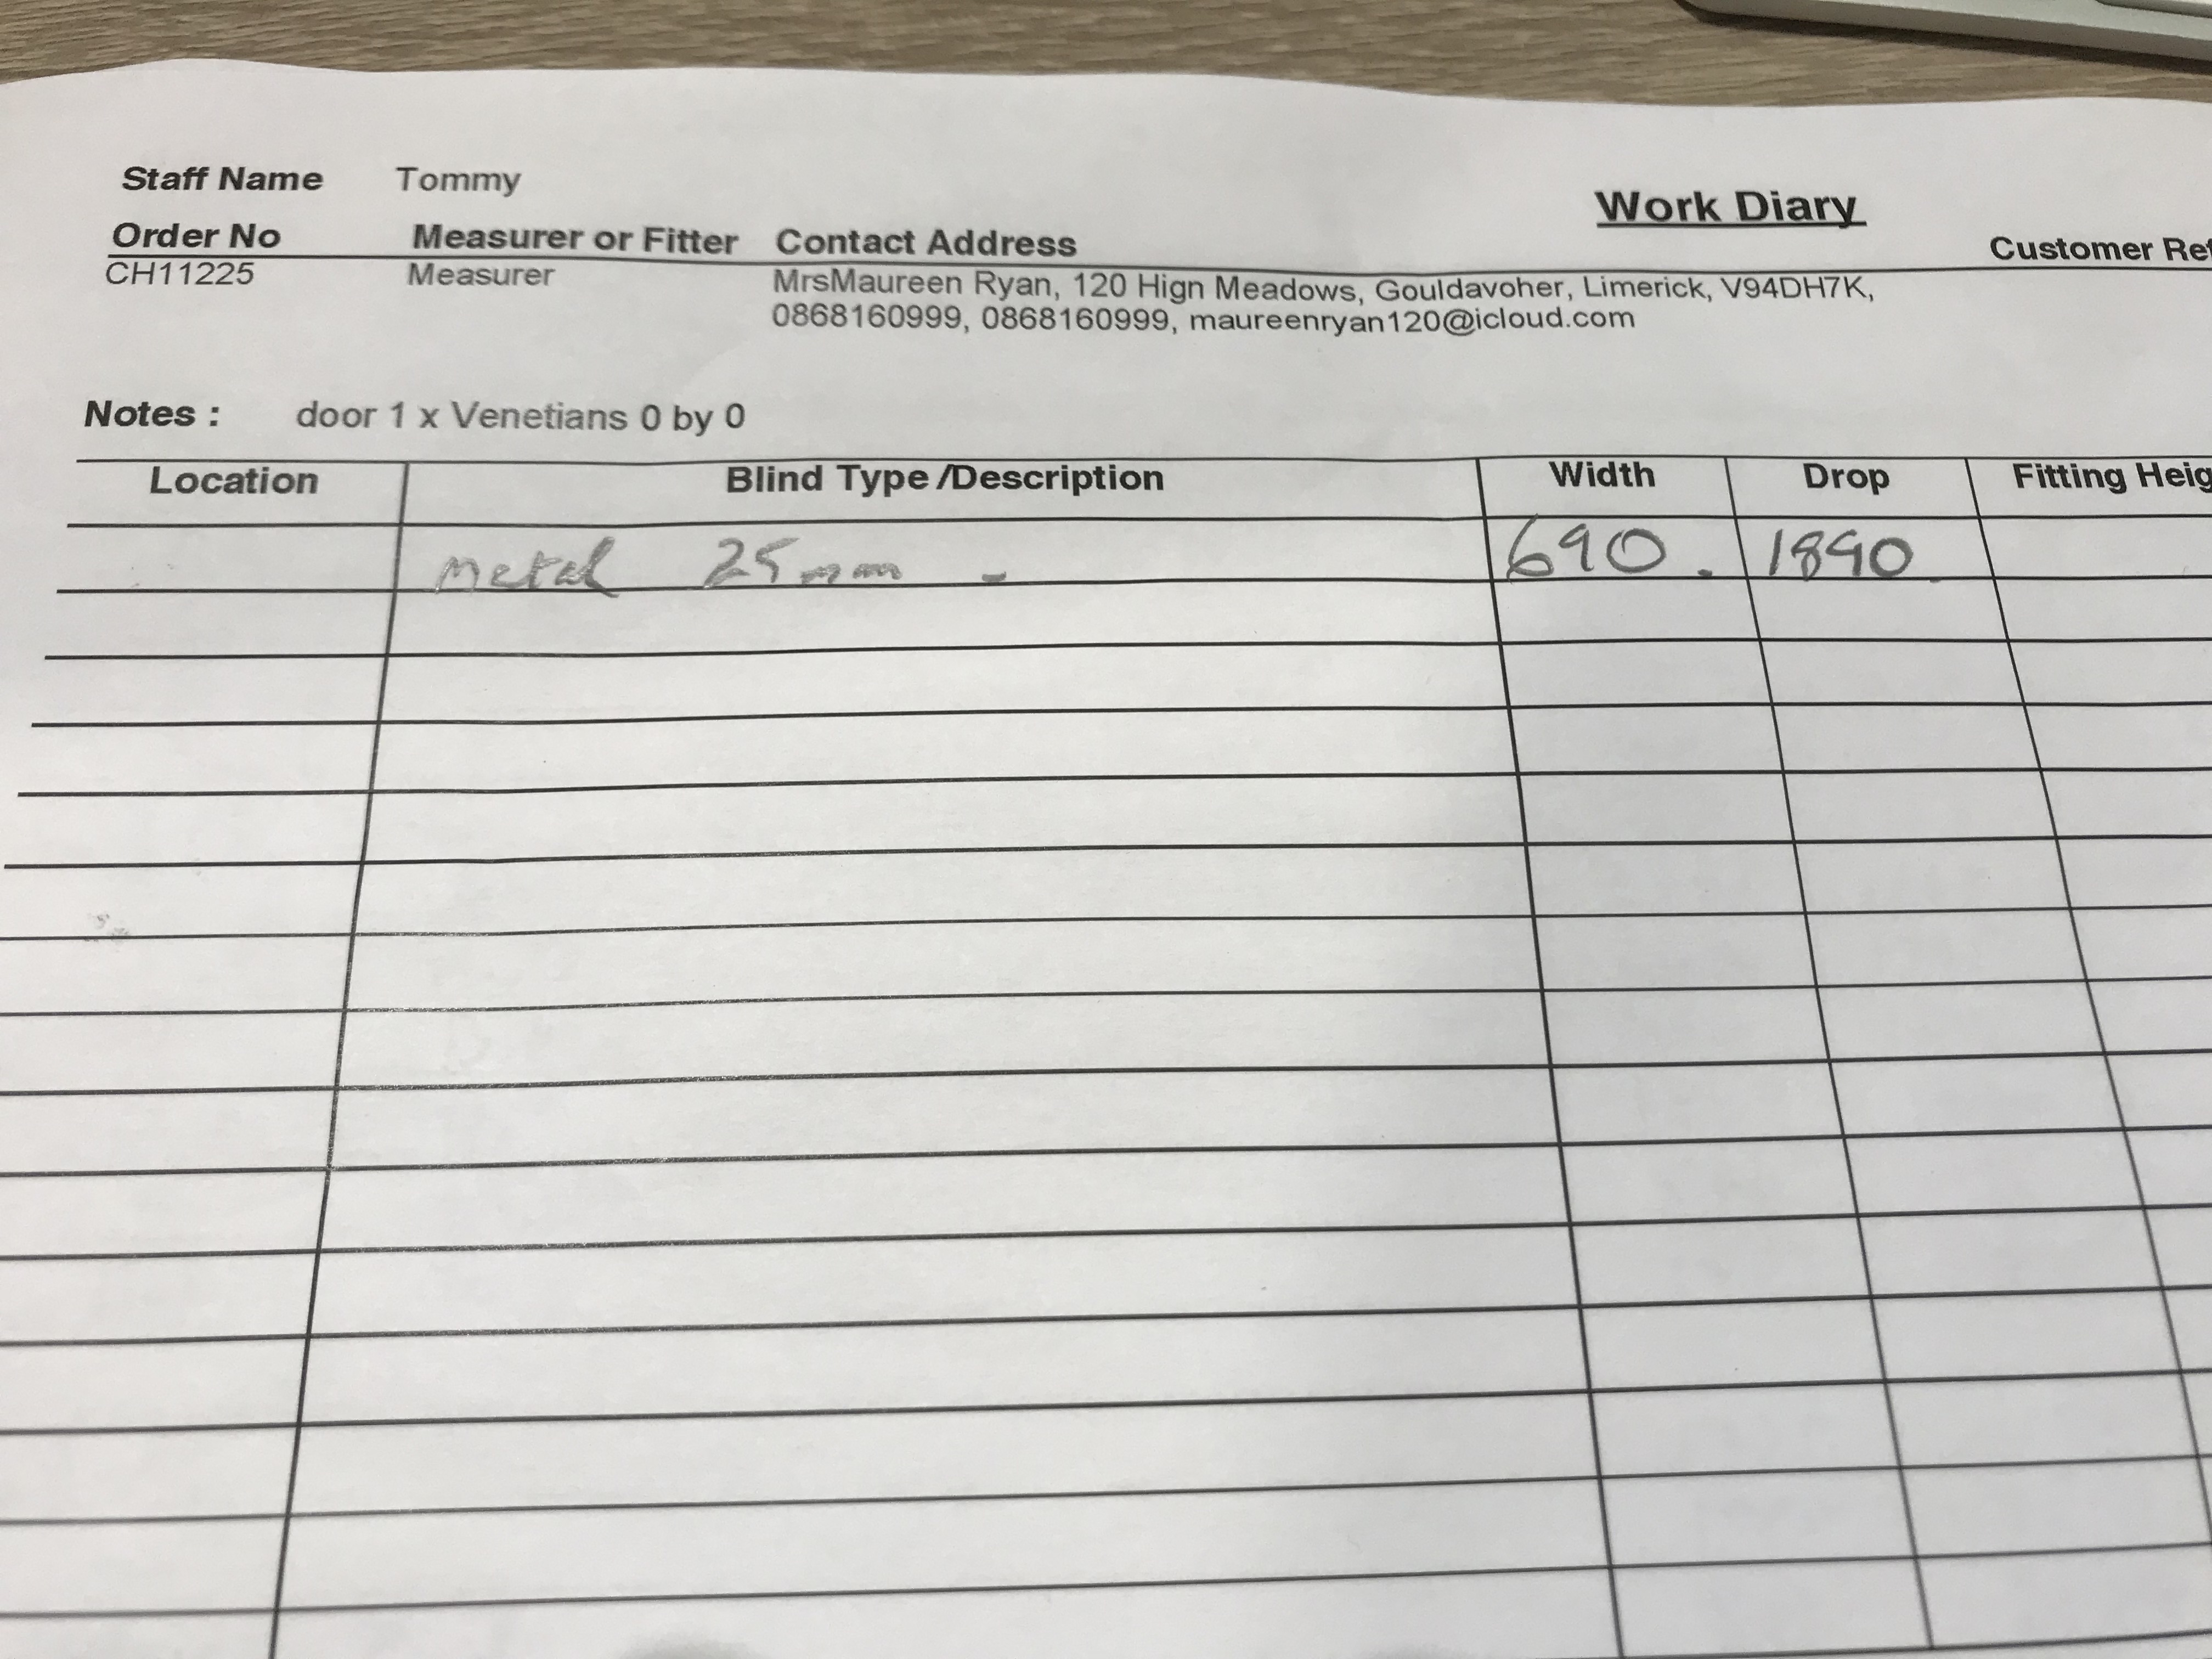 Staff Name Tommy
Work Diary
Order No Measurer or Fitter Contact Address Customer Ref
CH11225 Measurer MrsMaureen Ryan, 120 Hign Meadows, Gouldavoher, Limerick, V94DH7K,
0868160999, 0868160999, maureenryan120@icloud.com
Notes : door 1 x Venetians 0 by 0
Location Blind Type /Description Width Drop Fitting Heig
Metal 25mm - 690. 1890